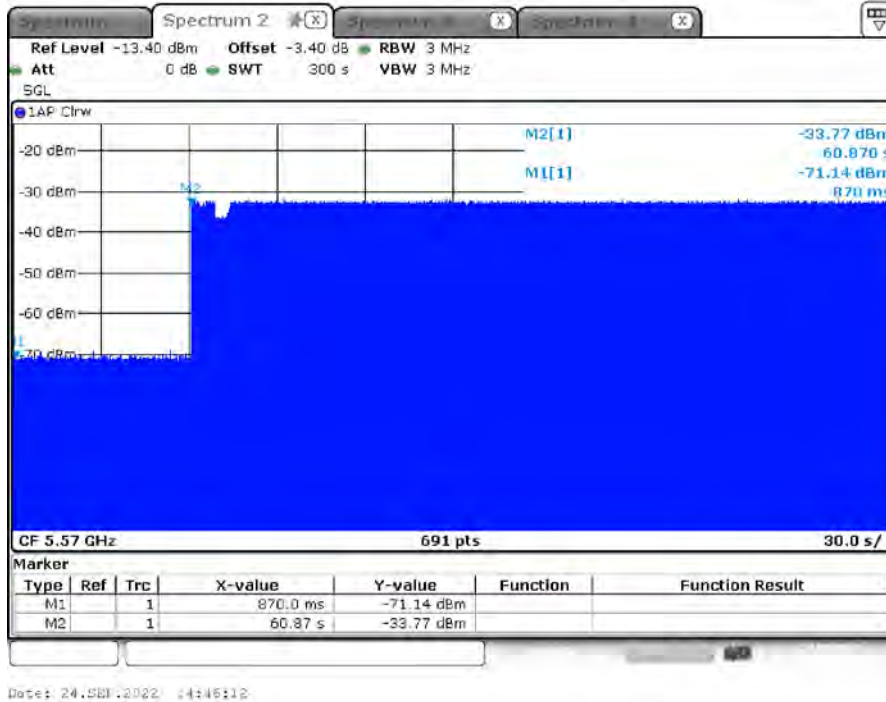 Spectrum Spectrum 2 X X X
Ref Level -13.40 dBm Offset -3.40 dB RBW 3 MHz
Att 0 dB SWT 300 s VBW 3 MHz
SGL
1AP Clrw
M2[1] -33.77 dBm
60.870 s
M1[1] -71.14 dBm
870 ms
-20 dBm
M2
-30 dBm
-40 dBm
-50 dBm
-60 dBm
-70 dBm
CF 5.57 GHz 691 pts 30.0 s/
Marker
Type Ref Trc X-value Y-value Function Function Result
M1 1 870.0 ms -71.14 dBm
M2 1 60.87 s -33.77 dBm
Date: 24.SEP.2022 14:46:12